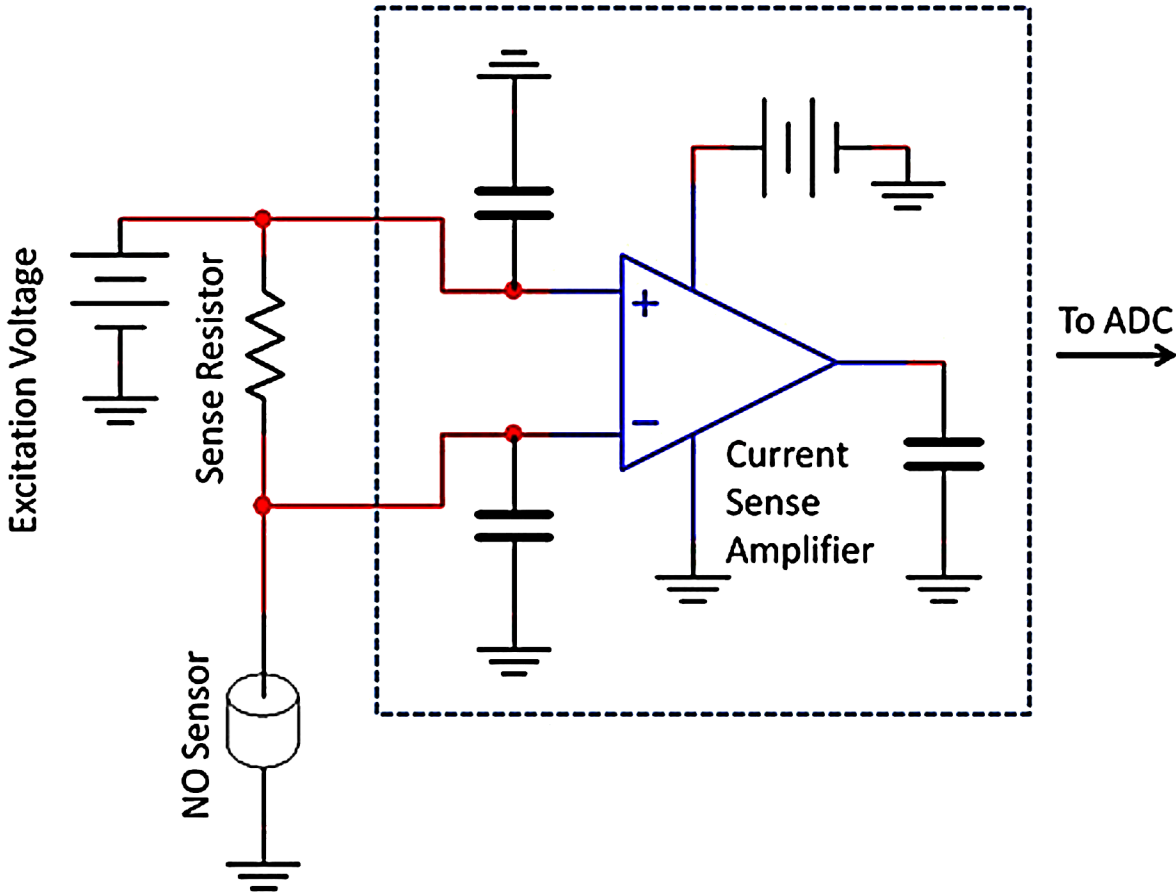 Excitation Voltage
Sense Resistor
NO Sensor
+
−
Current
Sense
Amplifier
To ADC